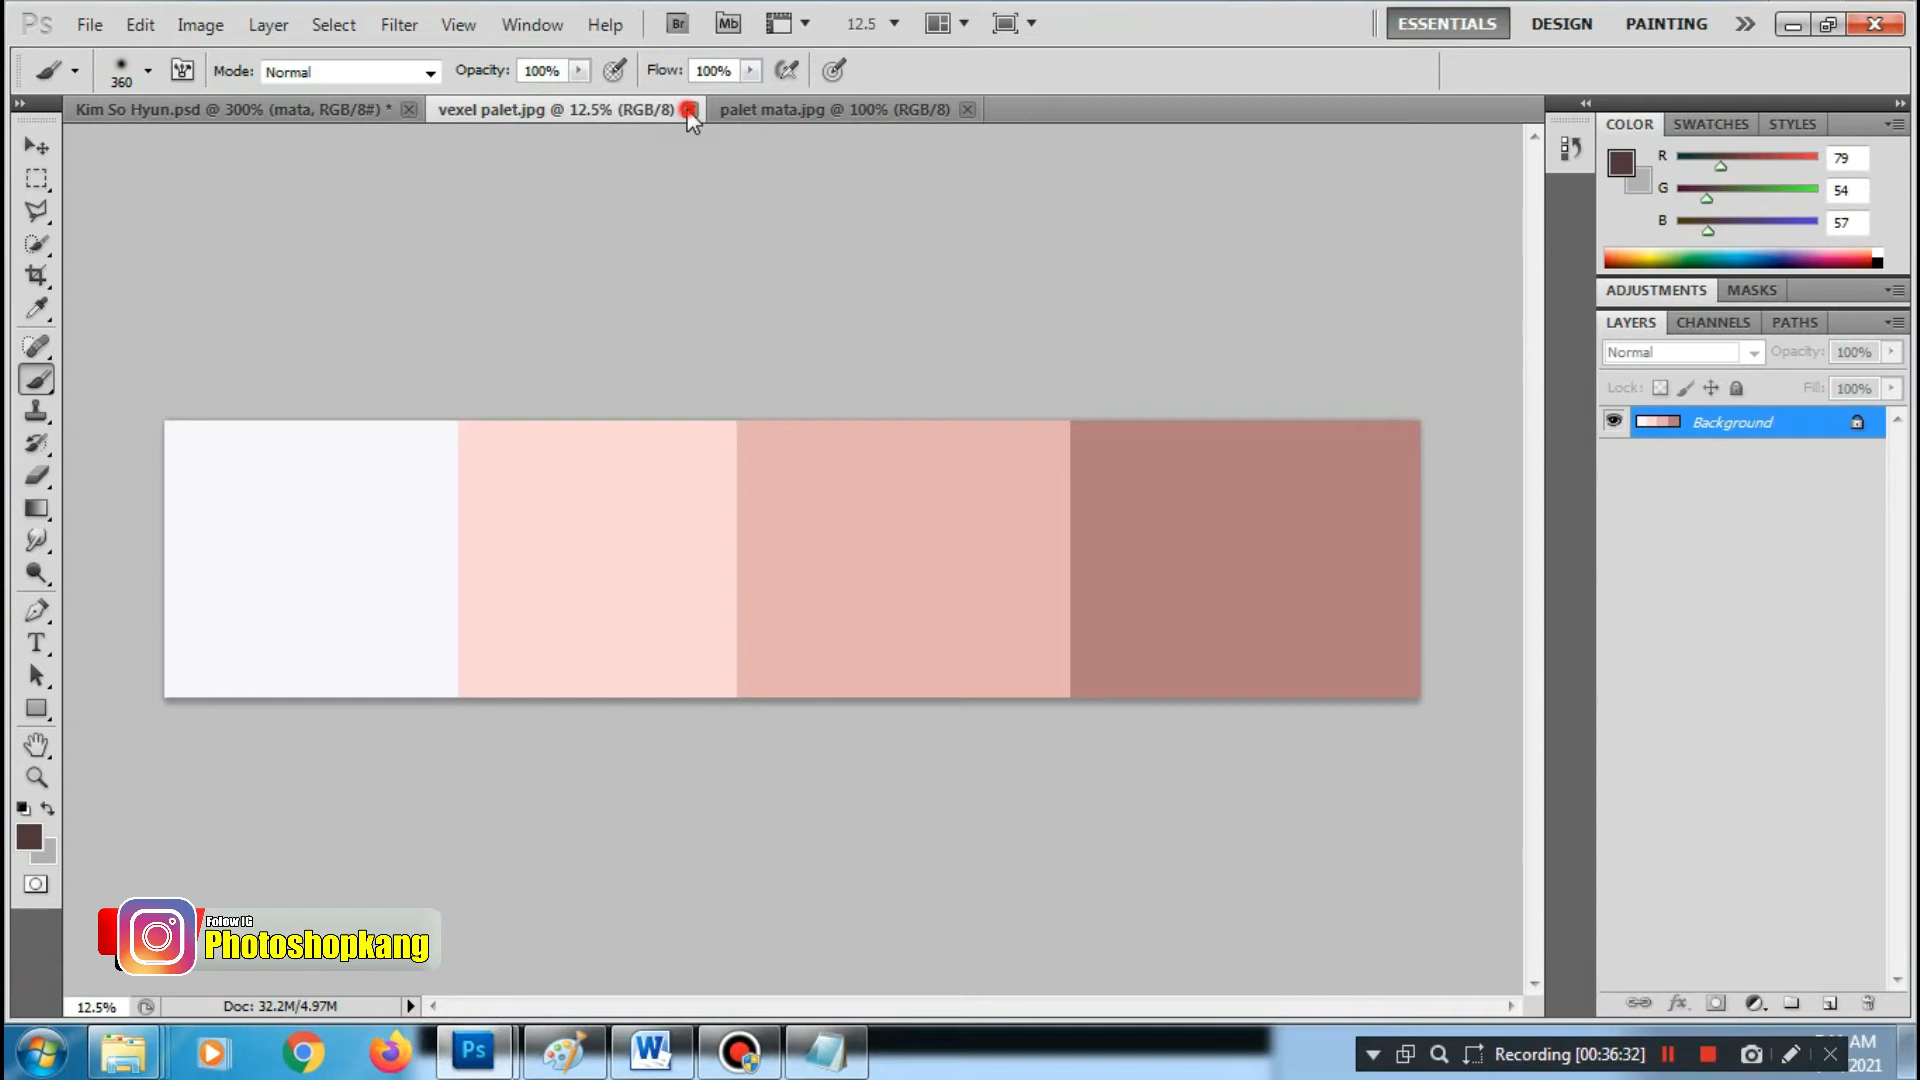 Ps File Edit Image Layer Select Filter View Window Help Br Mb 12.5 ESSENTIALS DESIGN PAINTING
360 Mode: Normal Opacity: 100% Flow: 100%
Kim So Hyun.psd @ 300% (mata, RGB/8#) * vexel palet.jpg @ 12.5% (RGB/8) palet mata.jpg @ 100% (RGB/8)
COLOR SWATCHES STYLES
R 79
G 54
B 57
ADJUSTMENTS MASKS
LAYERS CHANNELS PATHS
Normal Opacity: 100%
Lock: Fill: 100%
Background
T
Folow IG
Photoshopkang
12.5% Doc: 32.2M/4.97M
fx
Ps W Recording [00:36:32] AM
/2021